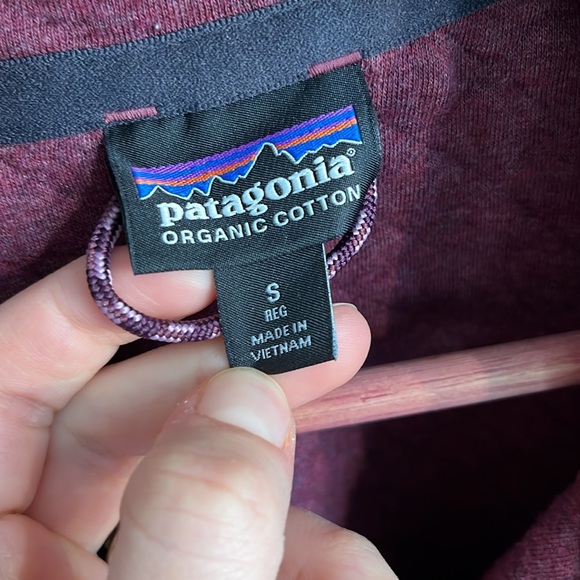 patagonia®
ORGANIC COTTON
S
REG
MADE IN
VIETNAM